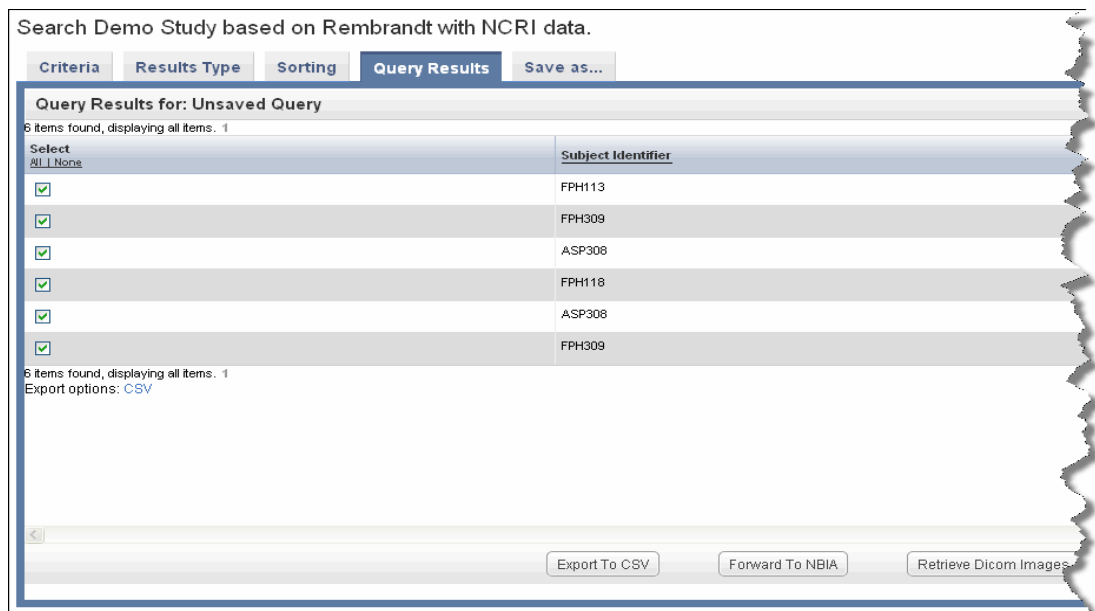 Search Demo Study based on Rembrandt with NCRI data.
Criteria Results Type Sorting Query Results Save as...
Query Results for: Unsaved Query
6 items found, displaying all items. 1
Select Subject Identifier
All | None
FPH113
FPH309
ASP308
FPH118
ASP308
FPH309
6 items found, displaying all items. 1
Export options: CSV
Export To CSV Forward To NBIA Retrieve Dicom Images